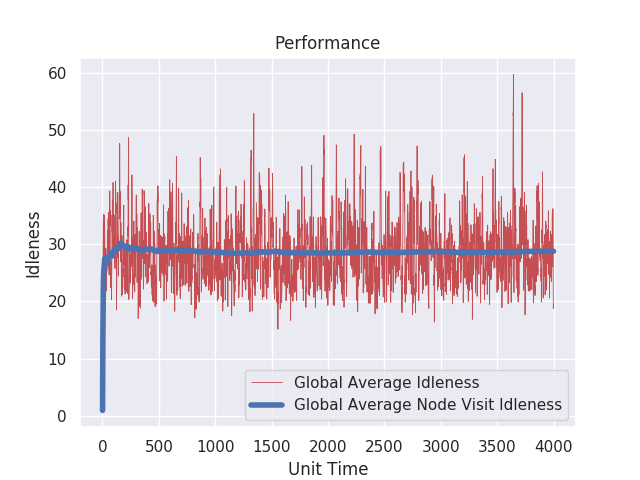 Performance
60
50
40
30
20
10
0
Idleness
0 500 1000 1500 2000 2500 3000 3500 4000
Unit Time
Global Average Idleness
Global Average Node Visit Idleness